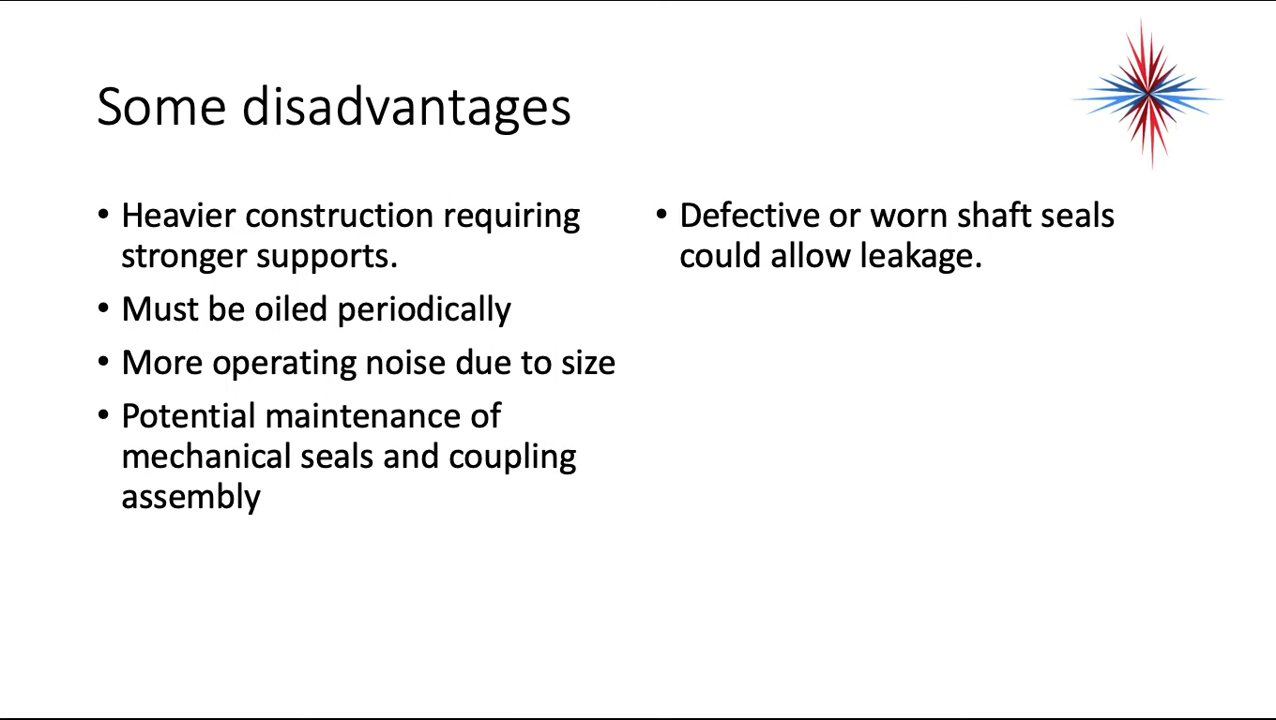 Some disadvantages
• Heavier construction requiring
stronger supports.
• Must be oiled periodically
• More operating noise due to size
• Potential maintenance of
mechanical seals and coupling
assembly
• Defective or worn shaft seals
could allow leakage.